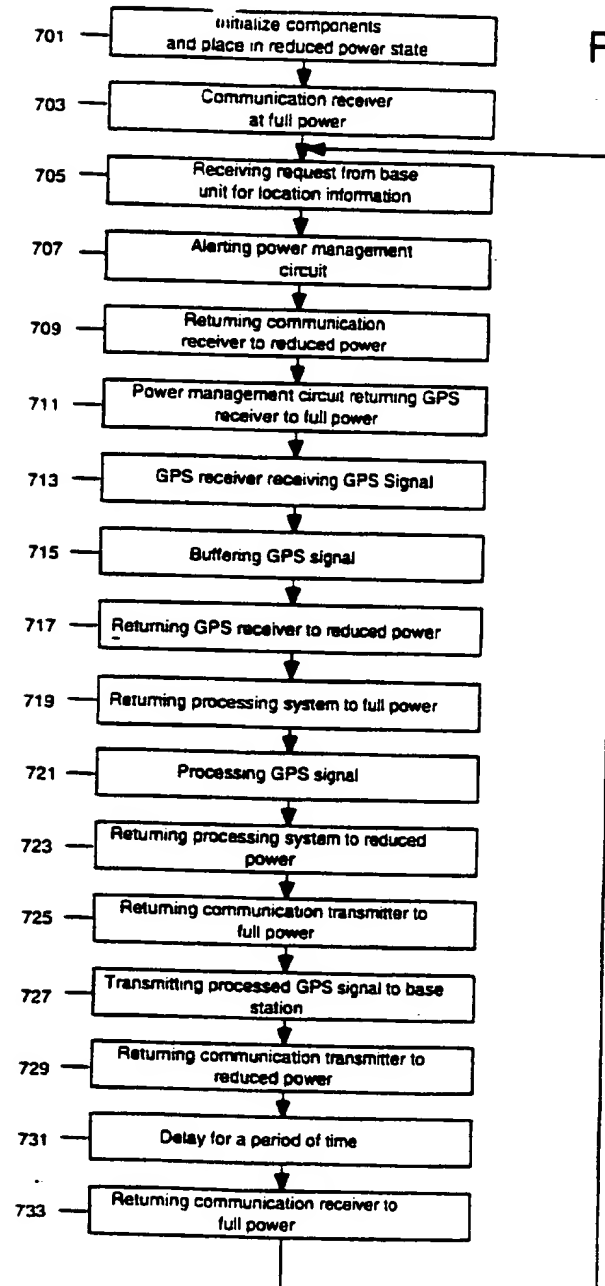 701
Initialize components
and place in reduced power state
F
703
Communication receiver
at full power
705
Receiving request from base
unit for location information
707
Alerting power management
circuit
709
Returning communication
receiver to reduced power
711
Power management circuit returning GPS
receiver to full power
713
GPS receiver receiving GPS Signal
715
Buffering GPS signal
717
Returning GPS receiver to reduced power
719
Returning processing system to full power
721
Processing GPS signal
723
Returning processing system to reduced
power
725
Returning communication transmitter to
full power
727
Transmitting processed GPS signal to base
station
729
Returning communication transmitter to
reduced power
731
Delay for a period of time
733
Returning communication receiver to
full power